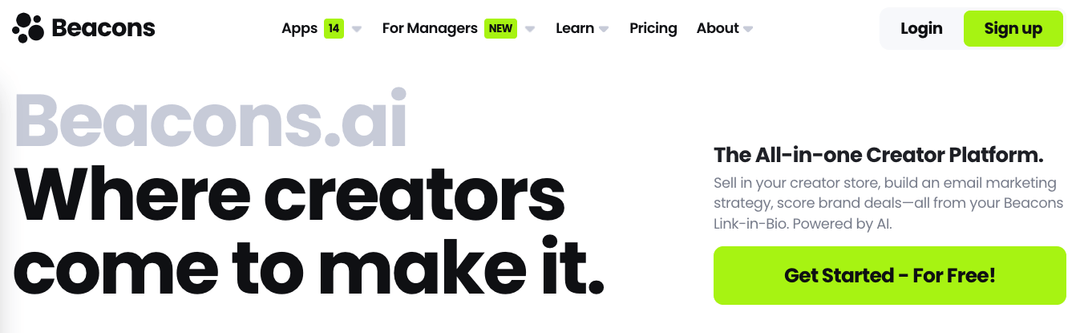 Beacons
Apps 14 For Managers NEW Learn Pricing About
Login Sign up
Beacons.ai
Where creators
come to make it.
The All-in-one Creator Platform.
Sell in your creator store, build an email marketing
strategy, score brand deals—all from your Beacons
Link-in-Bio. Powered by AI.
Get Started - For Free!